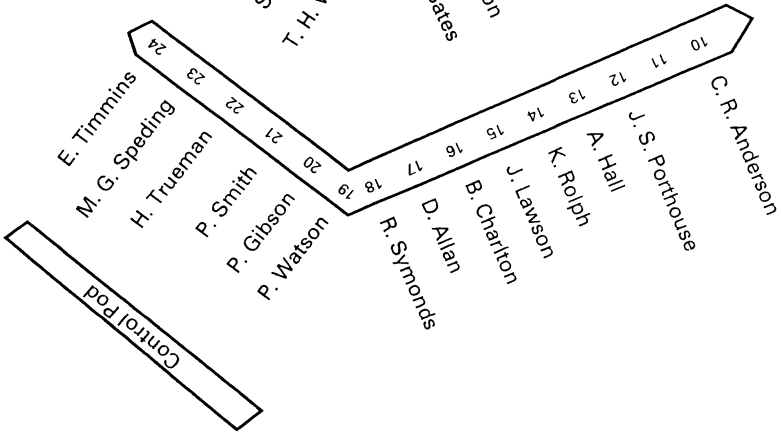 24
23
22
21
20
19
18
17
16
15
14
13
12
11
10
E. Timmins
M. G. Speding
H. Trueman
P. Smith
P. Gibson
P. Watson
R. Symonds
D. Allan
B. Charlton
J. Lawson
K. Rolph
A. Hall
J. S. Porthouse
C. R. Anderson
T. H.
Control Pod